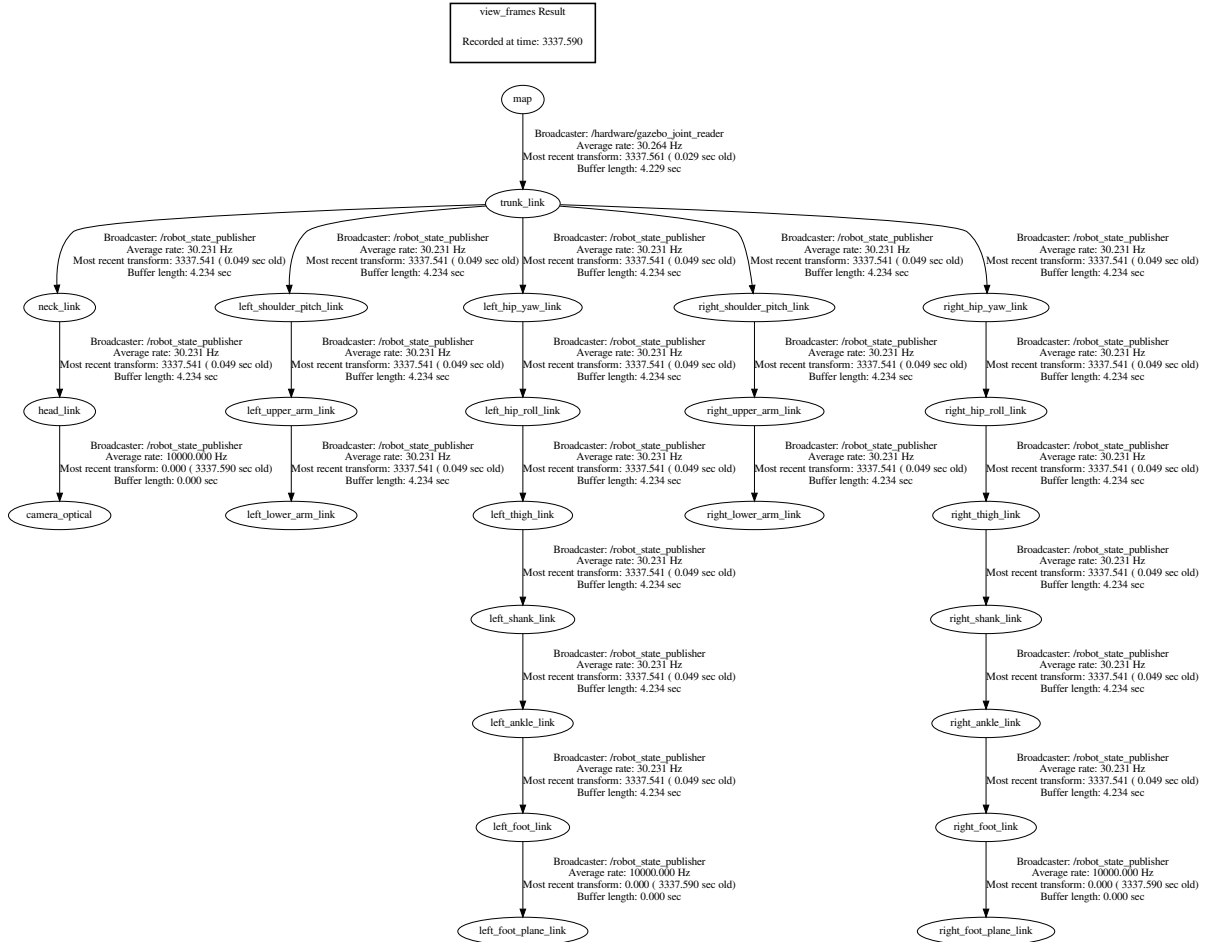 view_frames Result
Recorded at time: 3337.590
map
Broadcaster: /hardware/gazebo_joint_reader
Average rate: 30.264 Hz
Most recent transform: 3337.561 ( 0.029 sec old)
Buffer length: 4.229 sec
trunk_link
Broadcaster: /robot_state_publisher
Average rate: 30.231 Hz
Most recent transform: 3337.541 ( 0.049 sec old)
Buffer length: 4.234 sec
Broadcaster: /robot_state_publisher
Average rate: 30.231 Hz
Most recent transform: 3337.541 ( 0.049 sec old)
Buffer length: 4.234 sec
Broadcaster: /robot_state_publisher
Average rate: 30.231 Hz
Most recent transform: 3337.541 ( 0.049 sec old)
Buffer length: 4.234 sec
Broadcaster: /robot_state_publisher
Average rate: 30.231 Hz
Most recent transform: 3337.541 ( 0.049 sec old)
Buffer length: 4.234 sec
Broadcaster: /robot_state_publisher
Average rate: 30.231 Hz
Most recent transform: 3337.541 ( 0.049 sec old)
Buffer length: 4.234 sec
neck_link
left_shoulder_pitch_link
left_hip_yaw_link
right_shoulder_pitch_link
right_hip_yaw_link
Broadcaster: /robot_state_publisher
Average rate: 30.231 Hz
Most recent transform: 3337.541 ( 0.049 sec old)
Buffer length: 4.234 sec
Broadcaster: /robot_state_publisher
Average rate: 30.231 Hz
Most recent transform: 3337.541 ( 0.049 sec old)
Buffer length: 4.234 sec
Broadcaster: /robot_state_publisher
Average rate: 30.231 Hz
Most recent transform: 3337.541 ( 0.049 sec old)
Buffer length: 4.234 sec
Broadcaster: /robot_state_publisher
Average rate: 30.231 Hz
Most recent transform: 3337.541 ( 0.049 sec old)
Buffer length: 4.234 sec
Broadcaster: /robot_state_publisher
Average rate: 30.231 Hz
Most recent transform: 3337.541 ( 0.049 sec old)
Buffer length: 4.234 sec
head_link
left_upper_arm_link
left_hip_roll_link
right_upper_arm_link
right_hip_roll_link
Broadcaster: /robot_state_publisher
Average rate: 10000.000 Hz
Most recent transform: 0.000 ( 3337.590 sec old)
Buffer length: 0.000 sec
Broadcaster: /robot_state_publisher
Average rate: 30.231 Hz
Most recent transform: 3337.541 ( 0.049 sec old)
Buffer length: 4.234 sec
Broadcaster: /robot_state_publisher
Average rate: 30.231 Hz
Most recent transform: 3337.541 ( 0.049 sec old)
Buffer length: 4.234 sec
Broadcaster: /robot_state_publisher
Average rate: 30.231 Hz
Most recent transform: 3337.541 ( 0.049 sec old)
Buffer length: 4.234 sec
Broadcaster: /robot_state_publisher
Average rate: 30.231 Hz
Most recent transform: 3337.541 ( 0.049 sec old)
Buffer length: 4.234 sec
camera_optical
left_lower_arm_link
left_thigh_link
right_lower_arm_link
right_thigh_link
Broadcaster: /robot_state_publisher
Average rate: 30.231 Hz
Most recent transform: 3337.541 ( 0.049 sec old)
Buffer length: 4.234 sec
Broadcaster: /robot_state_publisher
Average rate: 30.231 Hz
Most recent transform: 3337.541 ( 0.049 sec old)
Buffer length: 4.234 sec
left_shank_link
right_shank_link
Broadcaster: /robot_state_publisher
Average rate: 30.231 Hz
Most recent transform: 3337.541 ( 0.049 sec old)
Buffer length: 4.234 sec
Broadcaster: /robot_state_publisher
Average rate: 30.231 Hz
Most recent transform: 3337.541 ( 0.049 sec old)
Buffer length: 4.234 sec
left_ankle_link
right_ankle_link
Broadcaster: /robot_state_publisher
Average rate: 30.231 Hz
Most recent transform: 3337.541 ( 0.049 sec old)
Buffer length: 4.234 sec
Broadcaster: /robot_state_publisher
Average rate: 30.231 Hz
Most recent transform: 3337.541 ( 0.049 sec old)
Buffer length: 4.234 sec
left_foot_link
right_foot_link
Broadcaster: /robot_state_publisher
Average rate: 10000.000 Hz
Most recent transform: 0.000 ( 3337.590 sec old)
Buffer length: 0.000 sec
Broadcaster: /robot_state_publisher
Average rate: 10000.000 Hz
Most recent transform: 0.000 ( 3337.590 sec old)
Buffer length: 0.000 sec
left_foot_plane_link
right_foot_plane_link